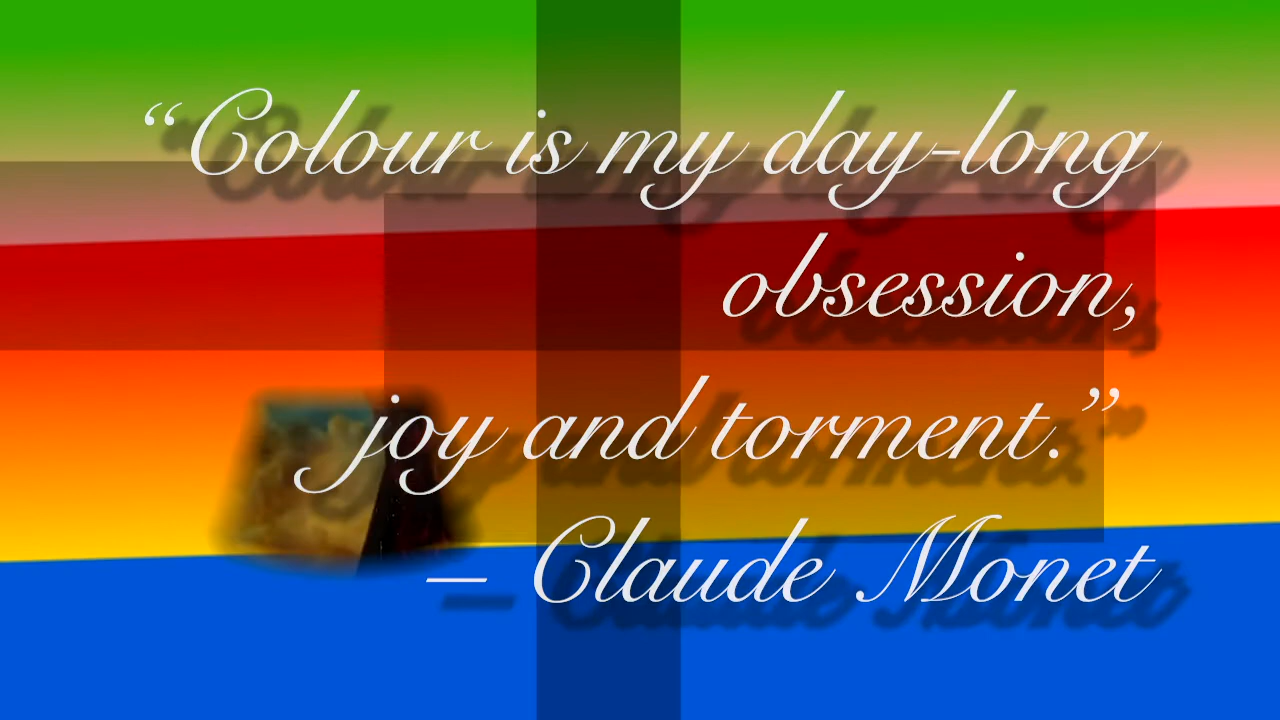 “Colour is my day-long
obsession,
joy and torment.”
– Claude Monet